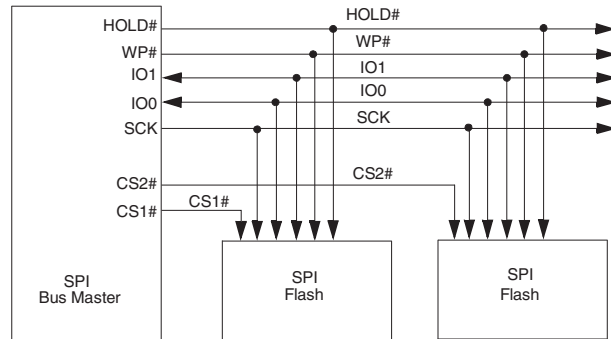 HOLD#
HOLD#
WP#
WP#
IO1
IO1
IO0
IO0
SCK
SCK
CS2#
CS2#
CS1#
CS1#
SPI
Bus Master
SPI
Flash
SPI
Flash